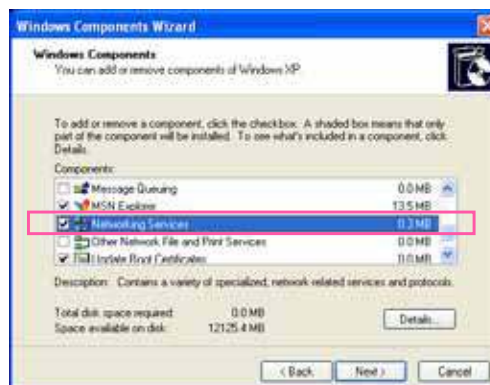 Windows Components Wizard
Windows Components
You can add or remove components of Windows XP.
To add or remove a component, click the checkbox. A shaded box means that only
part of the component will be installed. To see what's included in a component, click
Details.
Components:
Message Queuing 0.0 MB
MSN Explorer 13.5 MB
Networking Services 0.3 MB
Other Network File and Print Services 0.0 MB
Update Root Certificates 0.0 MB
Description: Contains a variety of specialized, network-related services and protocols.
Total disk space required: 0.0 MB
Space available on disk: 12125.4 MB
Details...
< Back Next > Cancel